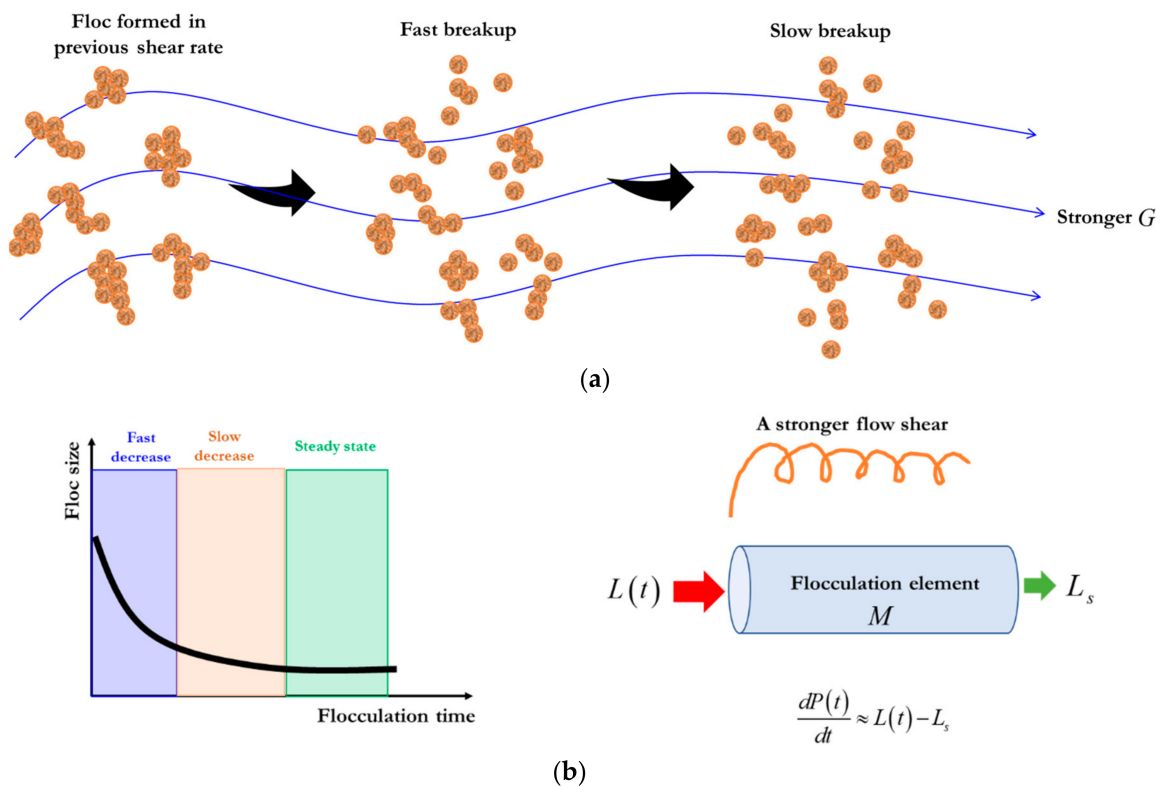 Floc formed in
previous shear rate
Fast breakup
Slow breakup
Stronger G
(a)
Floc size
Fast
decrease
Slow
decrease
Steady state
Flocculation time
A stronger flow shear
L(t)
Flocculation element
M
L_s
dP(t)/dt ≈ L(t) − L_s
(b)